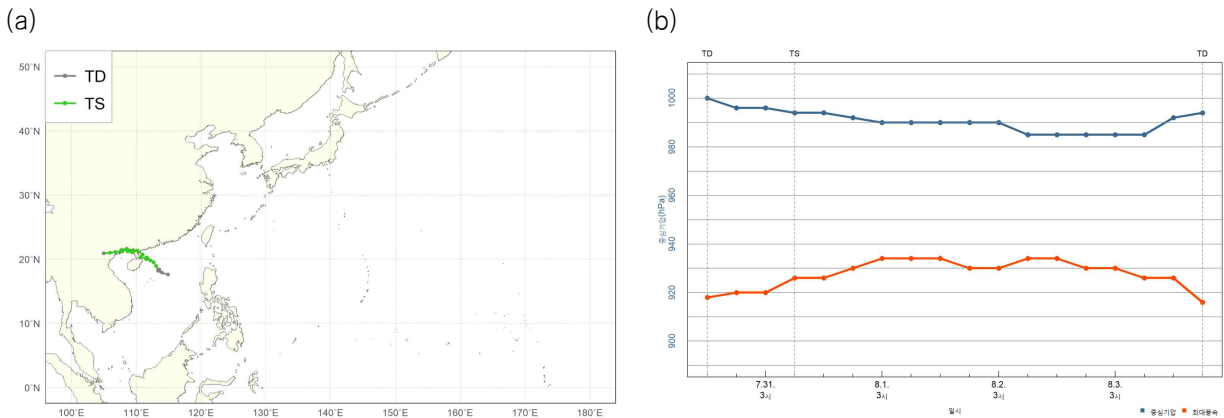 (a)
(b)
TD
TS
50°N
40°N
30°N
20°N
10°N
0°N
100°E
110°E
120°E
130°E
140°E
150°E
160°E
170°E
180°E
TD
TS
TD
1000
980
960
940
920
900
중심기압(hPa)
7.31.
3시
8.1.
3시
8.2.
3시
8.3.
3시
일시
중심기압
최대풍속